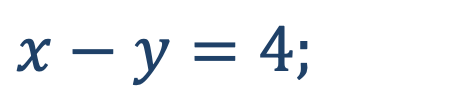 x − y = 4;